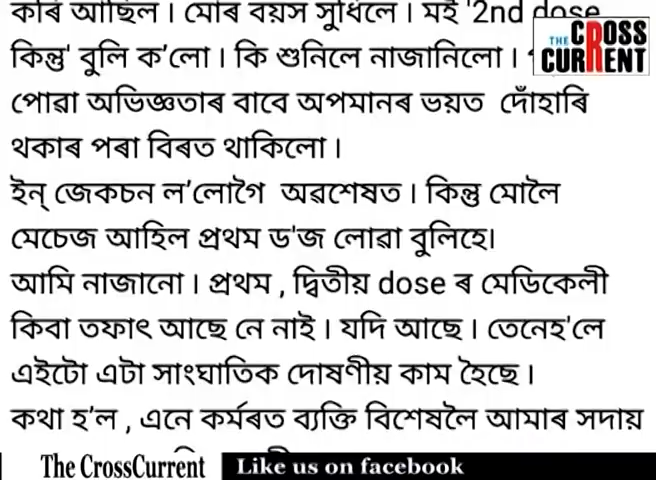 কৰি আছিল। মোৰ বয়স সুধিলে। মই '2nd dose
কিন্তু' বুলি ক'লো। কি শুনিলে নাজানিলো।
পোৱা অভিজ্ঞতাৰ বাবে অপমানৰ ভয়ত দোঁহাৰি
থকাৰ পৰা বিৰত থাকিলো।
ইন্ জেকচন ল'লোগৈ অৱশেষত। কিন্তু মোলৈ
মেচেজ আহিল প্ৰথম ড'জ লোৱা বুলিহে।
আমি নাজানো। প্ৰথম , দ্বিতীয় dose ৰ মেডিকেলী
কিবা তফাৎ আছে নে নাই। যদি আছে। তেনেহ'লে
এইটো এটা সাংঘাতিক দোষণীয় কাম হৈছে।
কথা হ'ল , এনে কৰ্মৰত ব্যক্তি বিশেষলৈ আমাৰ সদায়
THE CROSS
CURRENT
The CrossCurrent
Like us on facebook